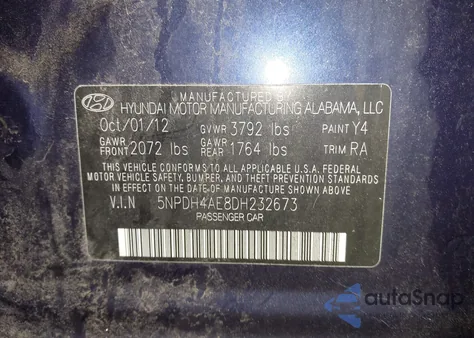 MANUFACTURED BY
HYUNDAI MOTOR MANUFACTURING ALABAMA, LLC
Oct/01/12 GVWR 3792 lbs PAINT Y4
GAWR FRONT 2072 lbs GAWR REAR 1764 lbs TRIM RA
THIS VEHICLE CONFORMS TO ALL APPLICABLE U.S.A. FEDERAL
MOTOR VEHICLE SAFETY, BUMPER, AND THEFT PREVENTION
STANDARDS IN EFFECT ON THE DATE OF MANUFACTURE SHOWN ABOVE.
V.I.N 5NPDH4AE8DH232673
PASSENGER CAR
autoSnap